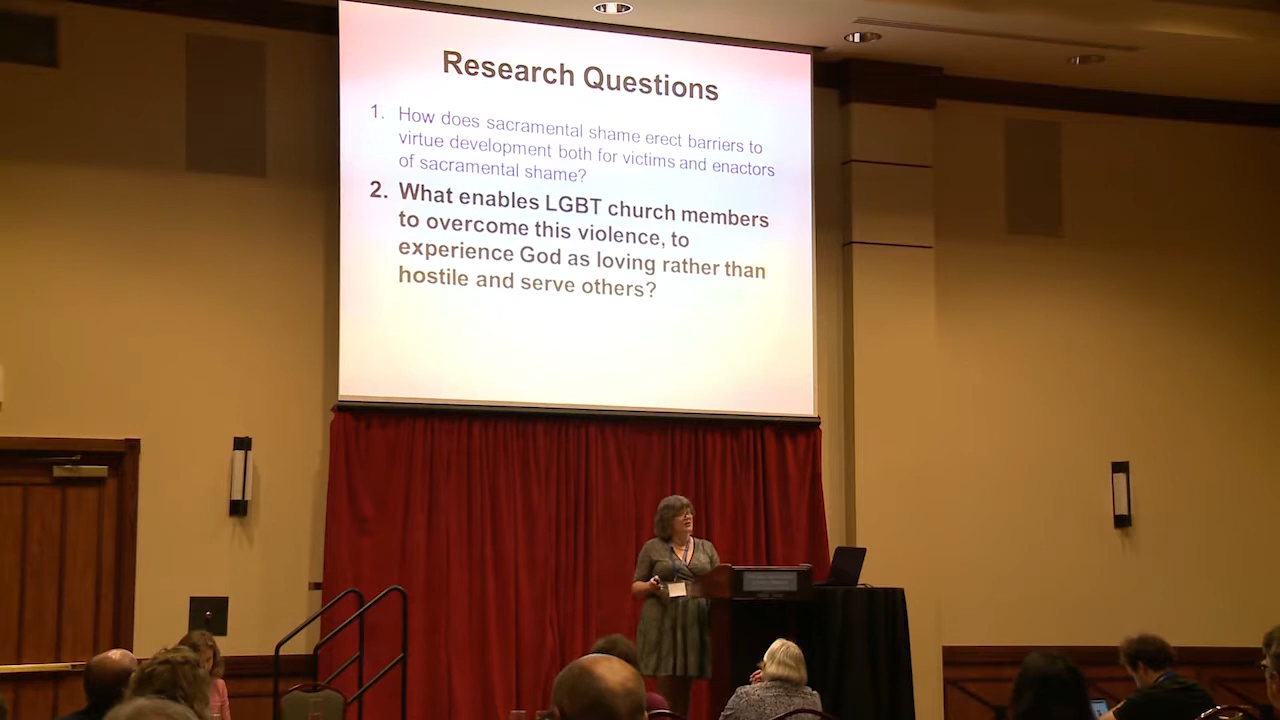 Research Questions
1. How does sacramental shame erect barriers to
virtue development both for victims and enactors
of sacramental shame?
2. What enables LGBT church members
to overcome this violence, to
experience God as loving rather than
hostile and serve others?